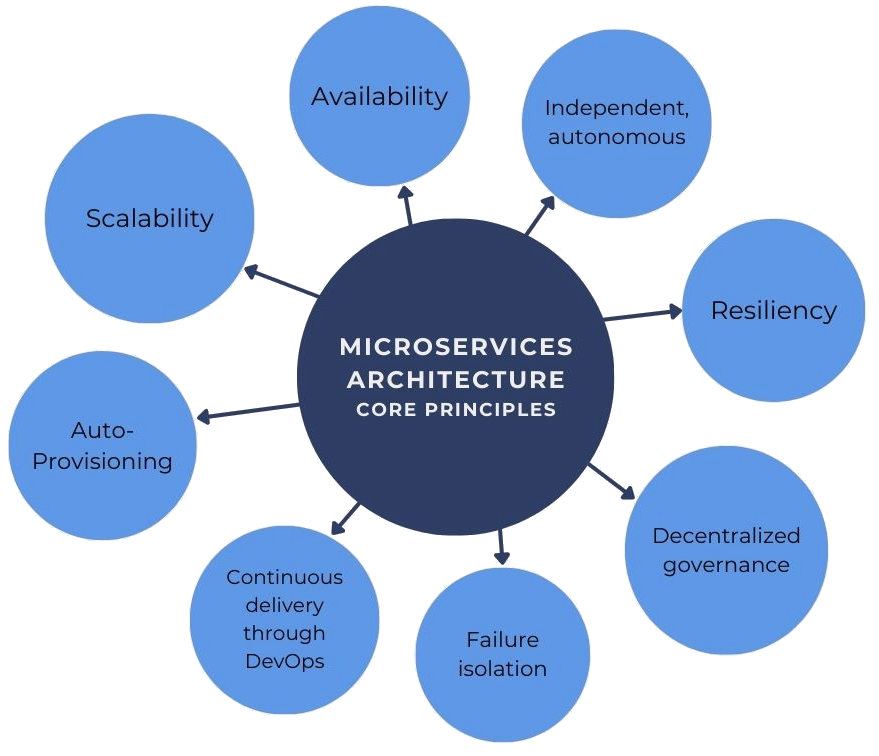 Availability
Independent,
autonomous
Scalability
Resiliency
MICROSERVICES
ARCHITECTURE
CORE PRINCIPLES
Auto-
Provisioning
Decentralized
governance
Continuous
delivery
through
DevOps
Failure
isolation